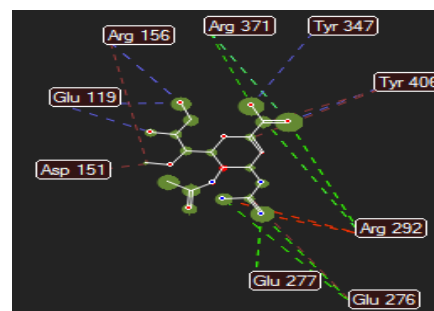 Arg 371
Tyr 347
Arg 156
Tyr 406
Glu 119
Asp 151
Arg 292
Glu 277
Glu 276